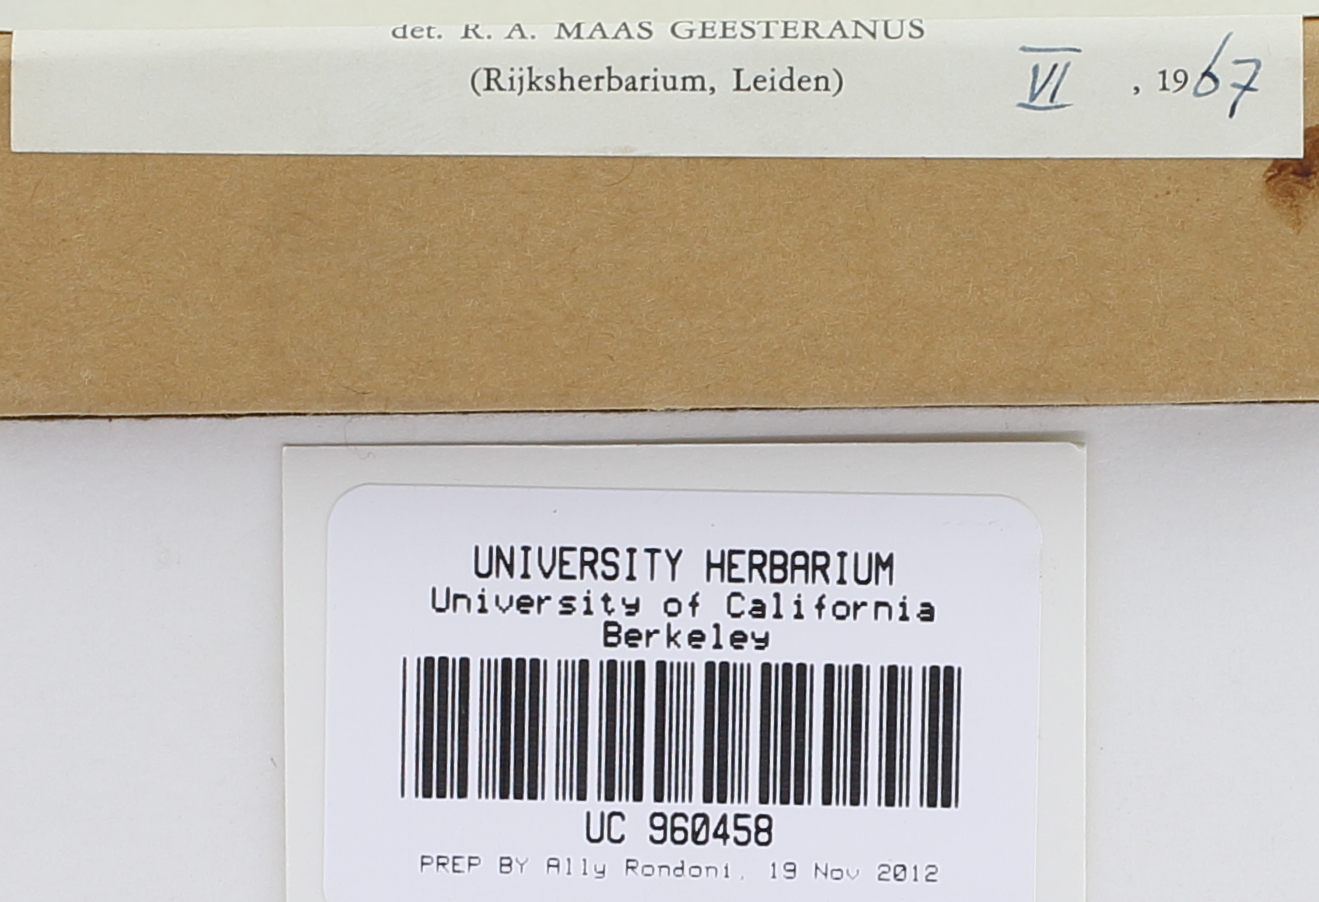 det. R. A. MAAS GEESTERANUS
(Rijksherbarium, Leiden) VI , 1967
UNIVERSITY HERBARIUM
University of California
Berkeley
UC 960458
PREP BY Ally Rondoni, 19 Nov 2012